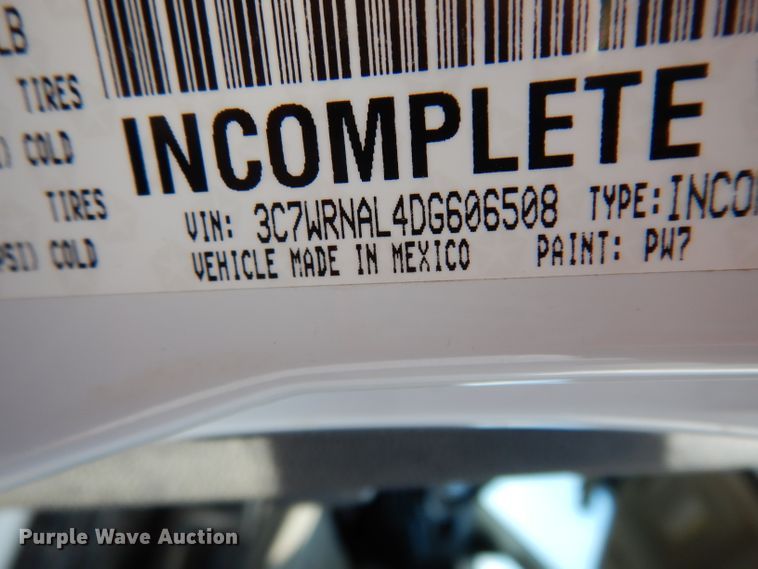 LB
TIRES
COLD
INCOMPLETE
TIRES
VIN: 3C7WRNAL4DG606508 TYPE: INCO
PSI) COLD
VEHICLE MADE IN MEXICO PAINT: PW7
Purple Wave Auction